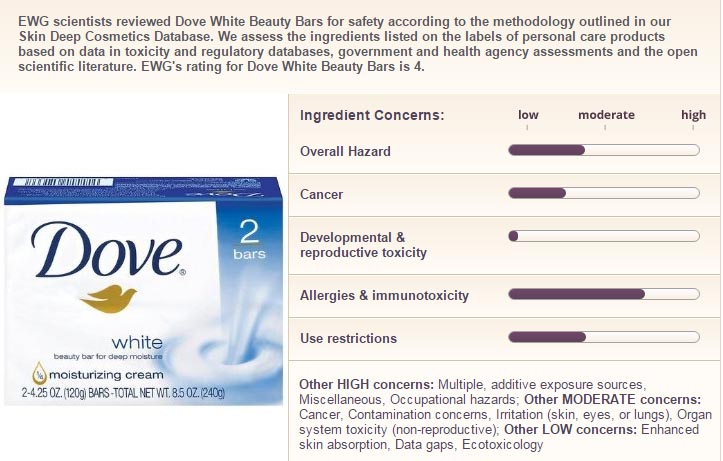 EWG scientists reviewed Dove White Beauty Bars for safety according to the methodology outlined in our
Skin Deep Cosmetics Database. We assess the ingredients listed on the labels of personal care products
based on data in toxicity and regulatory databases, government and health agency assessments and the open
scientific literature. EWG's rating for Dove White Beauty Bars is 4.
Ingredient Concerns:
low moderate high
Overall Hazard
Cancer
Developmental &
reproductive toxicity
Allergies & immunotoxicity
Use restrictions
Dove®
2
bars
white
beauty bar for deep moisture
¼ moisturizing cream
2-4.25 OZ. (120g) BARS -TOTAL NET WT. 8.5 OZ. (240g)
Other HIGH concerns: Multiple, additive exposure sources,
Miscellaneous, Occupational hazards; Other MODERATE concerns:
Cancer, Contamination concerns, Irritation (skin, eyes, or lungs), Organ
system toxicity (non-reproductive); Other LOW concerns: Enhanced
skin absorption, Data gaps, Ecotoxicology